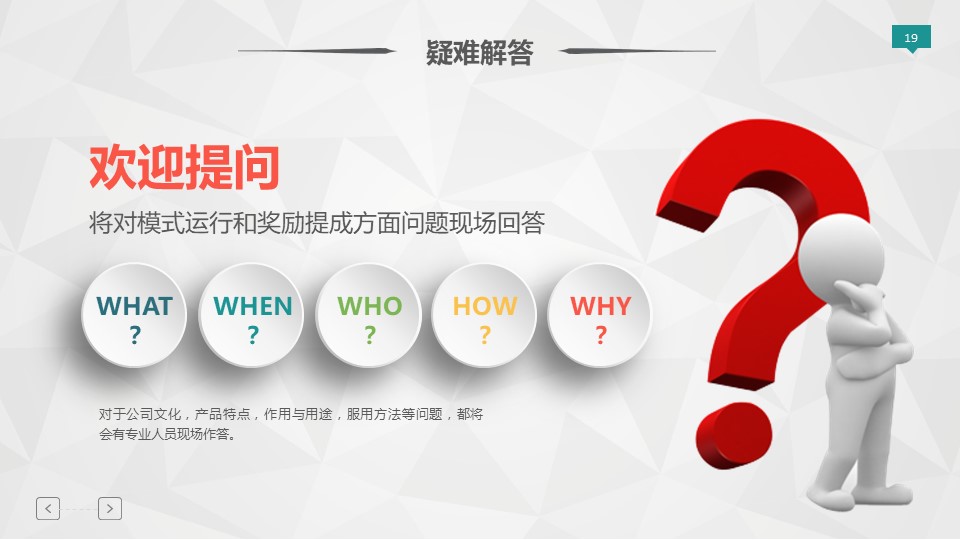 疑难解答
19
欢迎提问
将对模式运行和奖励提成方面问题现场回答
WHAT
?
WHEN
?
WHO
?
HOW
?
WHY
?
对于公司文化，产品特点，作用与用途，服用方法等问题，都将
会有专业人员现场作答。